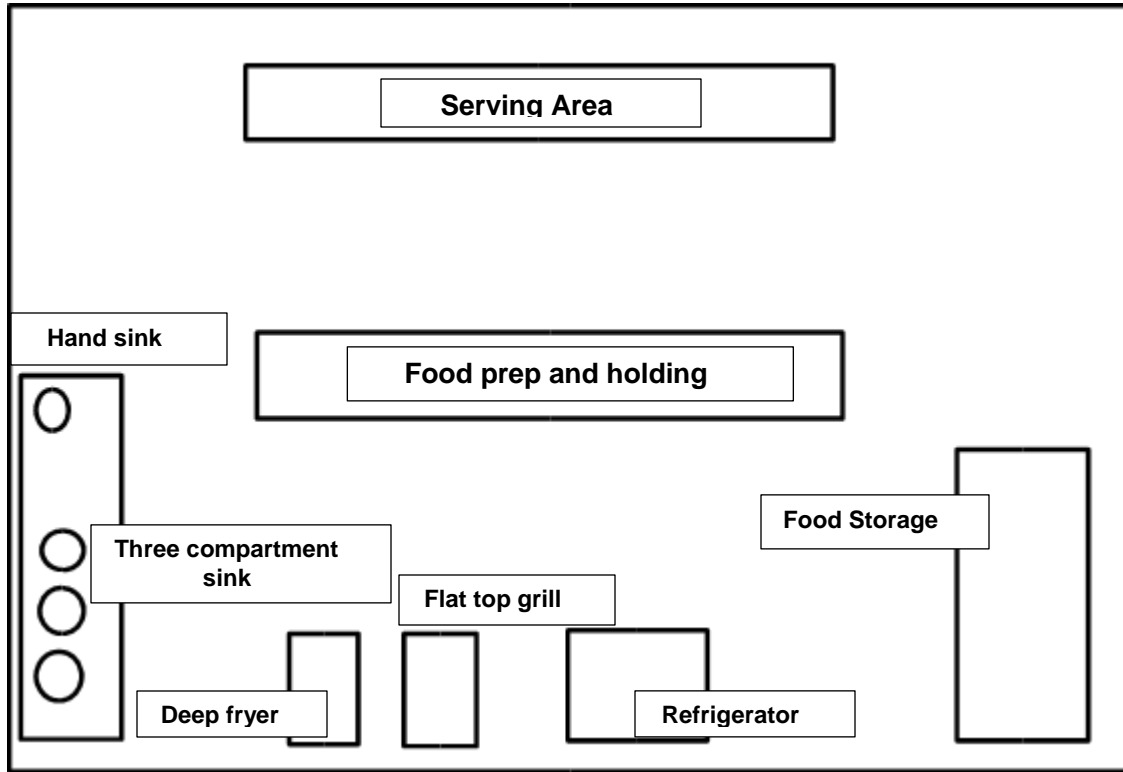 Serving Area
Hand sink
Food prep and holding
Food Storage
Three compartment
sink
Flat top grill
Deep fryer
Refrigerator